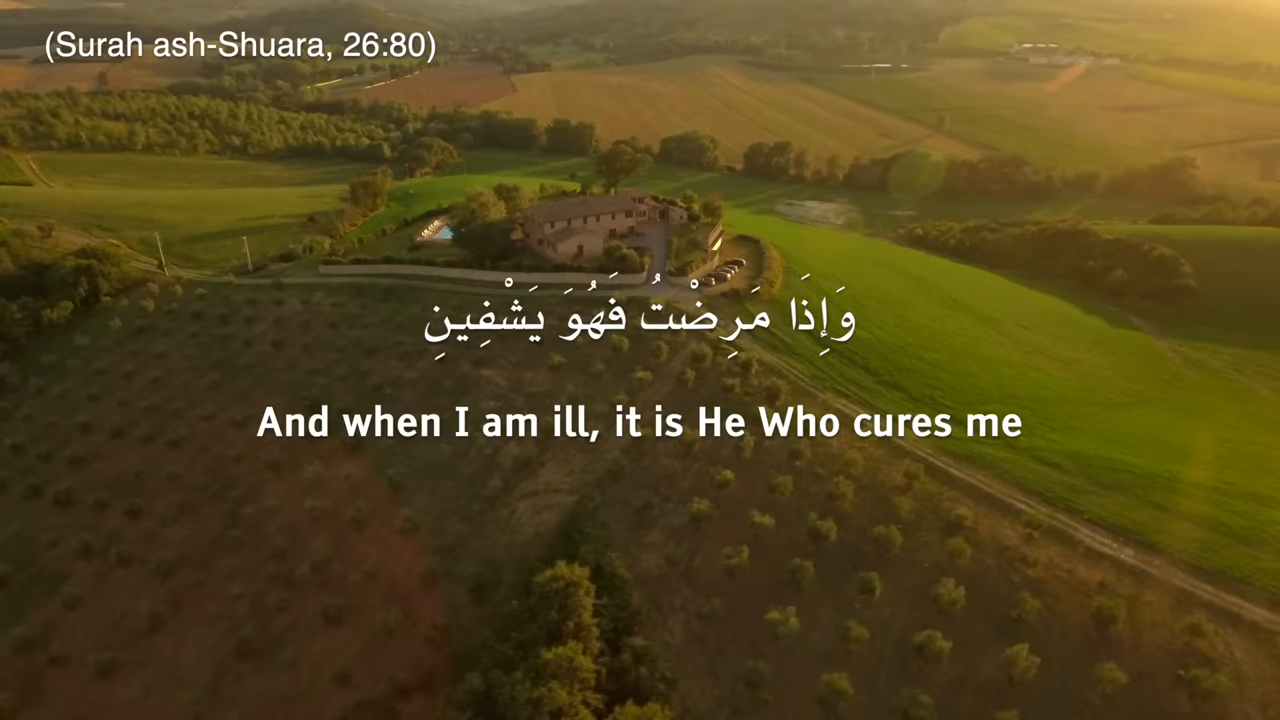 (Surah ash-Shuara, 26:80)
وَإِذَا مَرِضْتُ فَهُوَ يَشْفِينِ
And when I am ill, it is He Who cures me